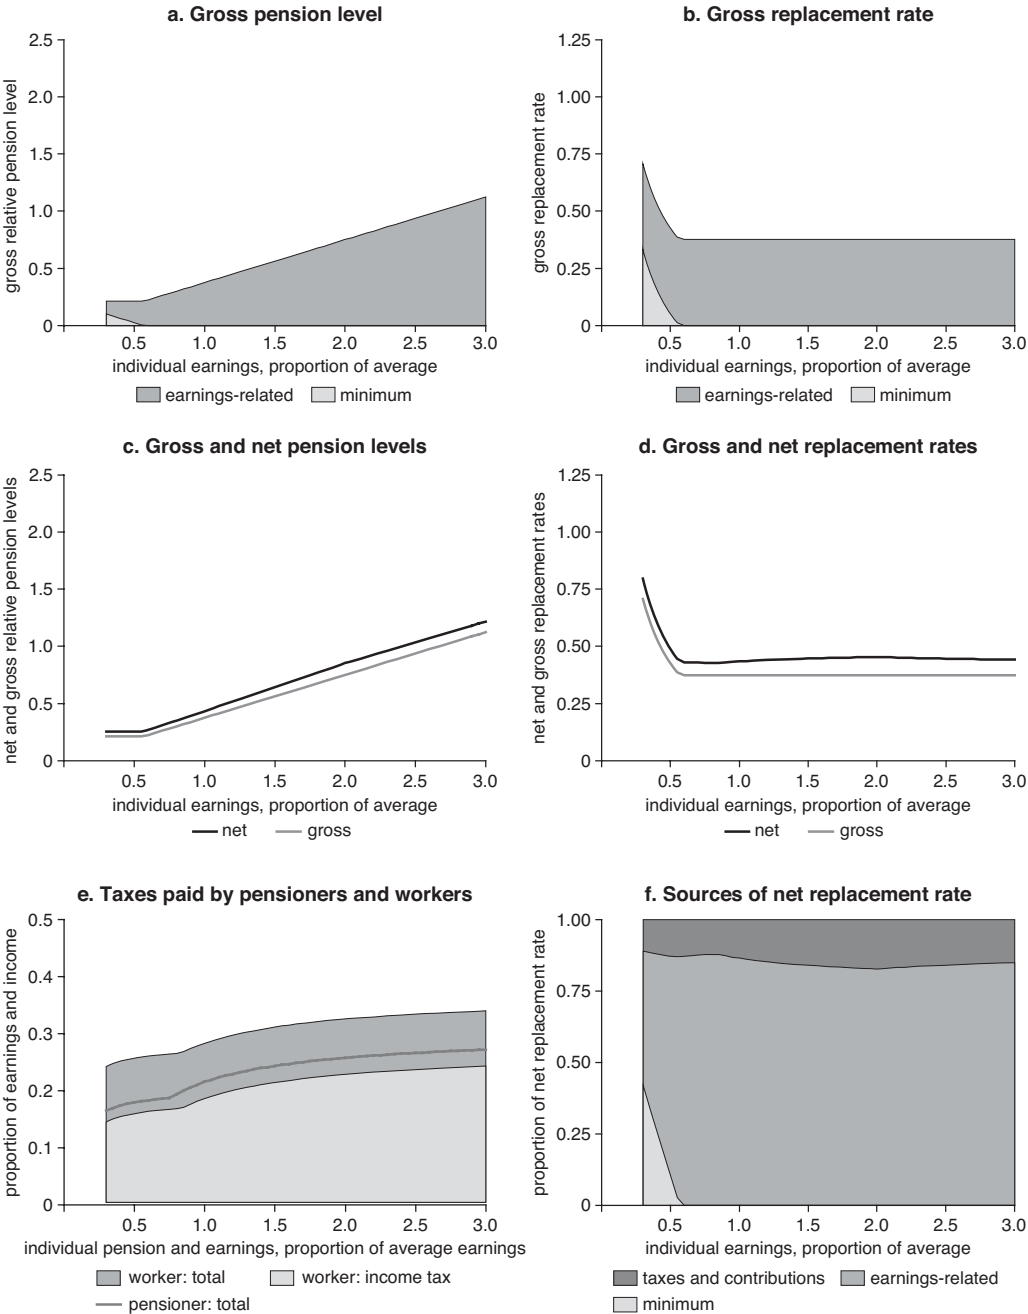 a. Gross pension level
gross relative pension level
2.5
2.0
1.5
1.0
0.5
0
0.5 1.0 1.5 2.0 2.5 3.0
individual earnings, proportion of average
earnings-related minimum
b. Gross replacement rate
gross replacement rate
1.25
1.00
0.75
0.50
0.25
0
0.5 1.0 1.5 2.0 2.5 3.0
individual earnings, proportion of average
earnings-related minimum
c. Gross and net pension levels
net and gross relative pension levels
2.5
2.0
1.5
1.0
0.5
0
0.5 1.0 1.5 2.0 2.5 3.0
individual earnings, proportion of average
net gross
d. Gross and net replacement rates
net and gross replacement rates
1.25
1.00
0.75
0.50
0.25
0
0.5 1.0 1.5 2.0 2.5 3.0
individual earnings, proportion of average
net gross
e. Taxes paid by pensioners and workers
proportion of earnings and income
0.5
0.4
0.3
0.2
0.1
0
0.5 1.0 1.5 2.0 2.5 3.0
individual pension and earnings, proportion of average earnings
worker: total worker: income tax
pensioner: total
f. Sources of net replacement rate
proportion of net replacement rate
1.00
0.75
0.50
0.25
0
0.5 1.0 1.5 2.0 2.5 3.0
individual earnings, proportion of average
taxes and contributions earnings-related
minimum